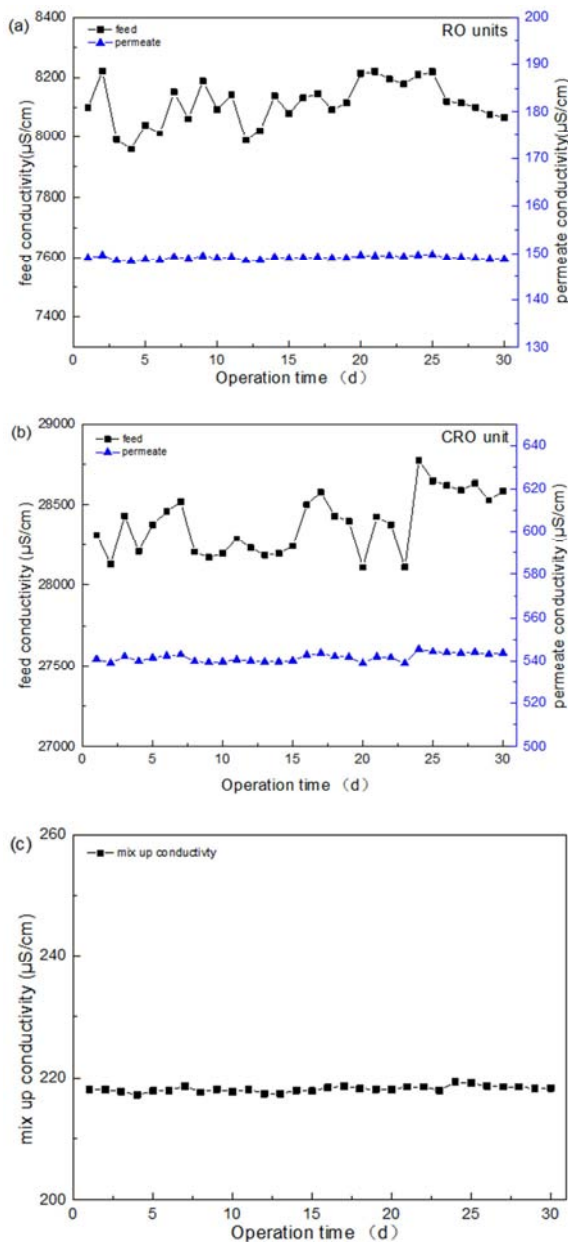 (a)
RO units
feed
permeate
feed conductivity(µS/cm)
permeate conductivity(µS/cm)
8400
8200
8000
7800
7600
7400
200
190
180
170
160
150
140
130
0 5 10 15 20 25 30
Operation time （d）
(b)
CRO unit
feed
permeate
feed conductivity (µS/cm)
permeate conductivity (µS/cm)
29000
28500
28000
27500
27000
640
620
600
580
560
540
520
500
0 5 10 15 20 25 30
Operation time （d）
(c)
mix up conductivty
mix up conductivity (µS/cm)
260
240
220
200
0 5 10 15 20 25 30
Operation time （d）